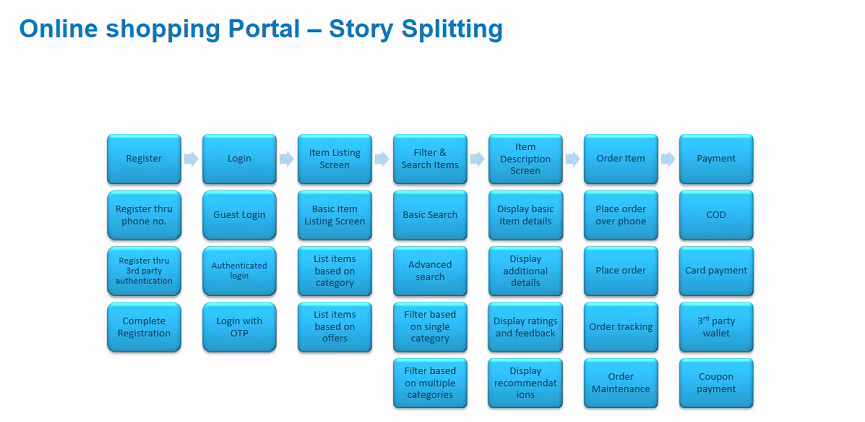 Online shopping Portal – Story Splitting
Register
Login
Item Listing
Screen
Filter &
Search Items
Item
Description
Screen
Order Item
Payment
Register thru
phone no.
Guest Login
Basic Item
Listing Screen
Basic Search
Display basic
item details
Place order
over phone
COD
Register thru
3rd party
authentication
Authenticated
login
List items
based on
category
Advanced
search
Display
additional
details
Place order
Card payment
Complete
Registration
Login with
OTP
List items
based on
offers
Filter based
on single
category
Display ratings
and feedback
Order tracking
3rd party
wallet
Filter based
on multiple
categories
Display
recommendat
ions
Order
Maintenance
Coupon
payment